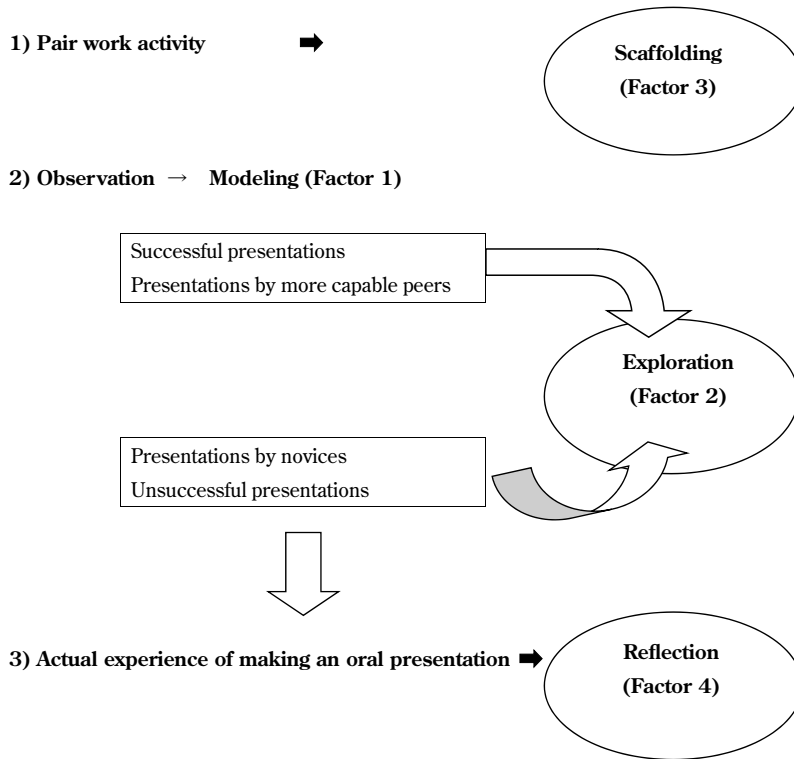 1) Pair work activity ➡
Scaffolding
(Factor 3)
2) Observation → Modeling (Factor 1)
Successful presentations
Presentations by more capable peers
Exploration
(Factor 2)
Presentations by novices
Unsuccessful presentations
3) Actual experience of making an oral presentation ➡
Reflection
(Factor 4)